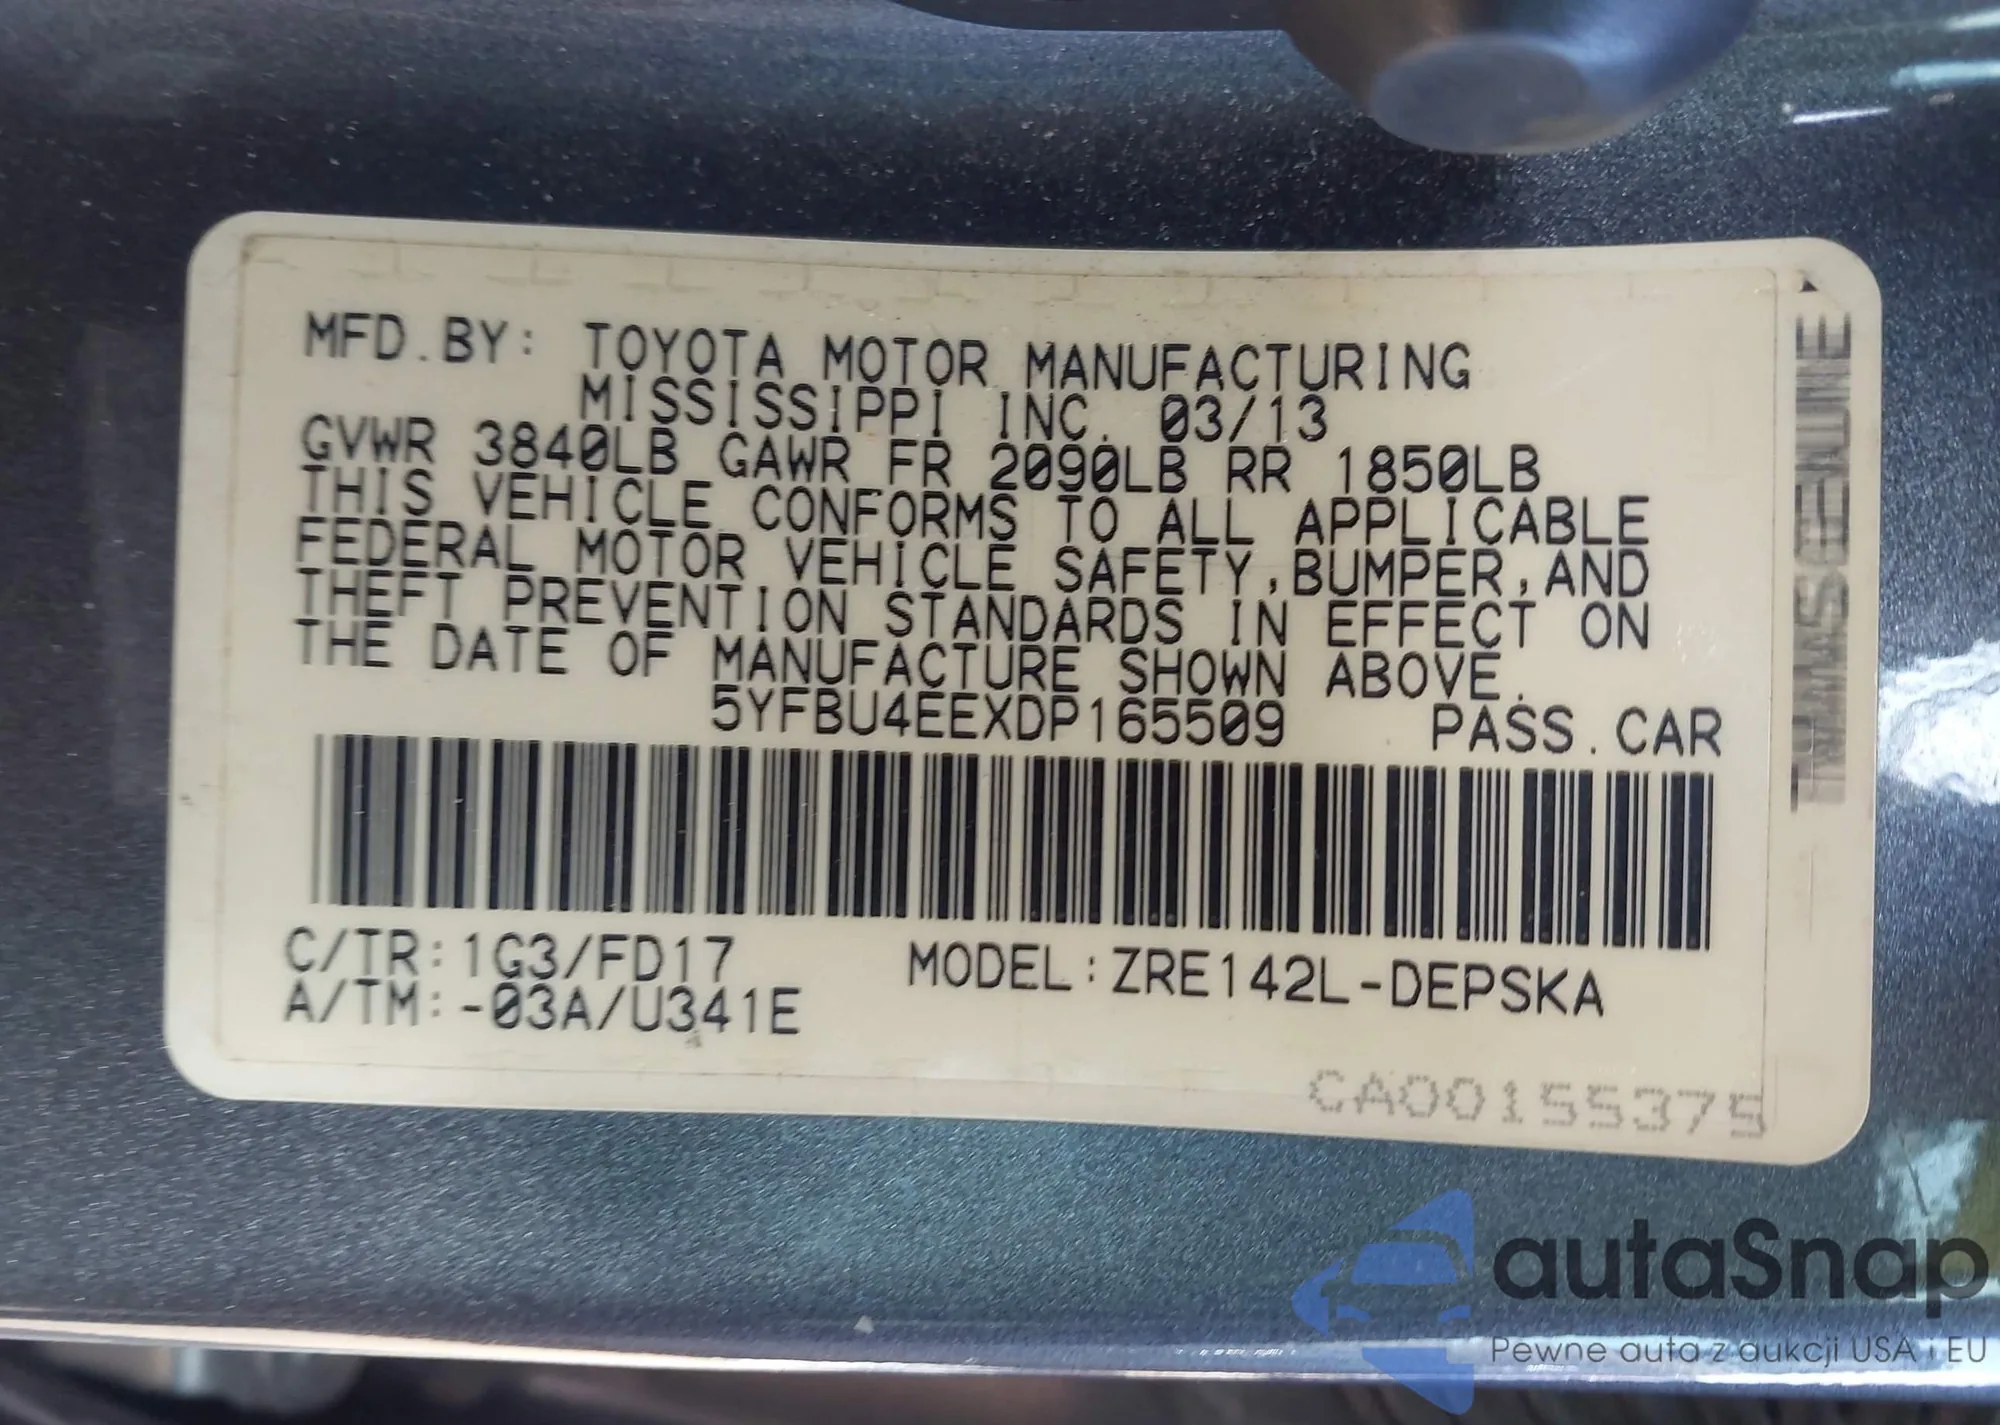 MFD.BY: TOYOTA MOTOR MANUFACTURING
MISSISSIPPI INC. 03/13
GVWR 3840LB GAWR FR 2090LB RR 1850LB
THIS VEHICLE CONFORMS TO ALL APPLICABLE
FEDERAL MOTOR VEHICLE SAFETY,BUMPER,AND
THEFT PREVENTION STANDARDS IN EFFECT ON
THE DATE OF MANUFACTURE SHOWN ABOVE.
5YFBU4EEXDP165509 PASS.CAR
C/TR:1G3/FD17 MODEL:ZRE142L-DEPSKA
A/TM:-03A/U341E
CA00155375
autaSnap
Pewne auta z aukcji USA i EU